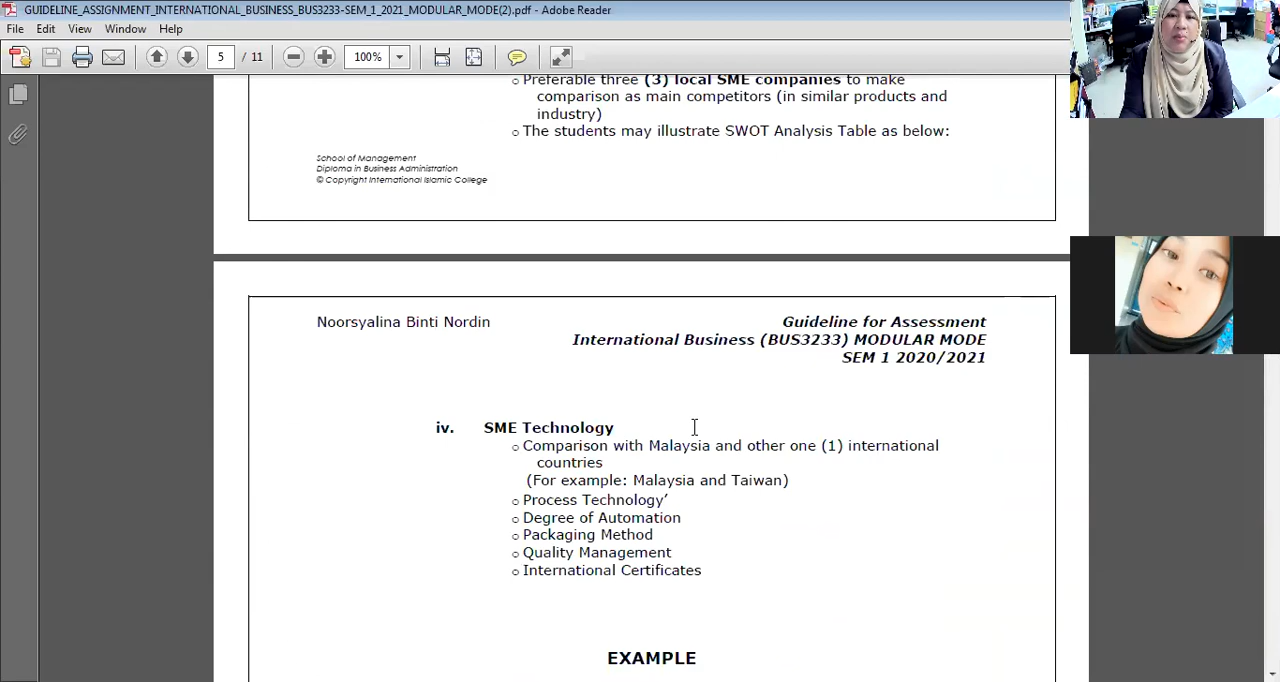 GUIDELINE_ASSIGNMENT_INTERNATIONAL_BUSINESS_BUS3233-SEM_1_2021_MODULAR_MODE(2).pdf - Adobe Reader
File Edit View Window Help
5 / 11 100%
Preferable three (3) local SME companies to make
comparison as main competitors (in similar products and
industry)
The students may illustrate SWOT Analysis Table as below:
School of Management
Diploma in Business Administration
© Copyright International Islamic College
Noorsyalina Binti Nordin
Guideline for Assessment
International Business (BUS3233) MODULAR MODE
SEM 1 2020/2021
iv. SME Technology
Comparison with Malaysia and other one (1) international
countries
(For example: Malaysia and Taiwan)
Process Technology’
Degree of Automation
Packaging Method
Quality Management
International Certificates
EXAMPLE